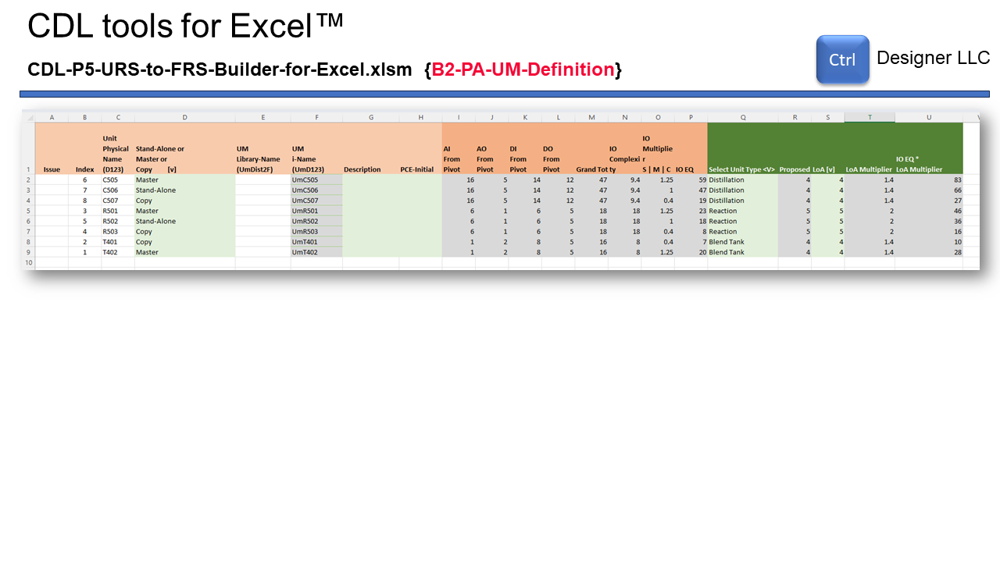 CDL tools for Excel™
CDL-P5-URS-to-FRS-Builder-for-Excel.xlsm {B2-PA-UM-Definition}
Ctrl
Designer LLC
A B C D E F G H I J K L M N O P Q R S T U
Unit IO
Physical Stand-Alone or UM UM AI AO DI DO IO Multiplie
Name Master or Library-Name i-Name From From From From Complexi r IO EQ *
1 Issue Index (D123) Copy [v] (UmDist2F) (UmD123) Description PCE-Initial Pivot Pivot Pivot Pivot Grand Tot ty S | M | C IO EQ Select Unit Type <V> Proposed LoA [v] LoA Multiplier LoA Multiplier
2 6 C505 Master UmC505 16 5 14 12 47 9.4 1.25 59 Distillation 4 4 1.4 83
3 7 C506 Stand-Alone UmC506 16 5 14 12 47 9.4 1 47 Distillation 4 4 1.4 66
4 8 C507 Copy UmC507 16 5 14 12 47 9.4 0.4 19 Distillation 4 4 1.4 27
5 3 R501 Master UmR501 6 1 6 5 18 18 1.25 23 Reaction 5 5 2 46
6 5 R502 Stand-Alone UmR502 6 1 6 5 18 18 1 18 Reaction 5 5 2 36
7 4 R503 Copy UmR503 6 1 6 5 18 18 0.4 8 Reaction 5 5 2 16
8 2 T401 Copy UmT401 1 2 8 5 16 8 0.4 7 Blend Tank 4 4 1.4 10
9 1 T402 Master UmT402 1 2 8 5 16 8 1.25 20 Blend Tank 4 4 1.4 28
10